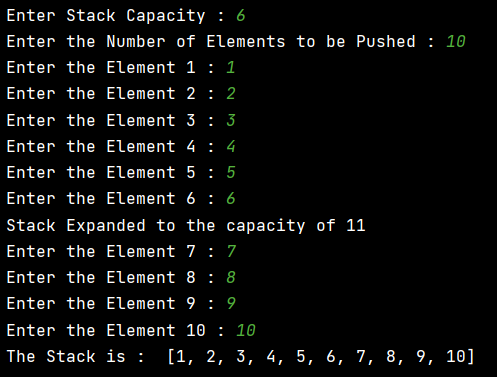 Enter Stack Capacity : 6
Enter the Number of Elements to be Pushed : 10
Enter the Element 1 : 1
Enter the Element 2 : 2
Enter the Element 3 : 3
Enter the Element 4 : 4
Enter the Element 5 : 5
Enter the Element 6 : 6
Stack Expanded to the capacity of 11
Enter the Element 7 : 7
Enter the Element 8 : 8
Enter the Element 9 : 9
Enter the Element 10 : 10
The Stack is :  [1, 2, 3, 4, 5, 6, 7, 8, 9, 10]